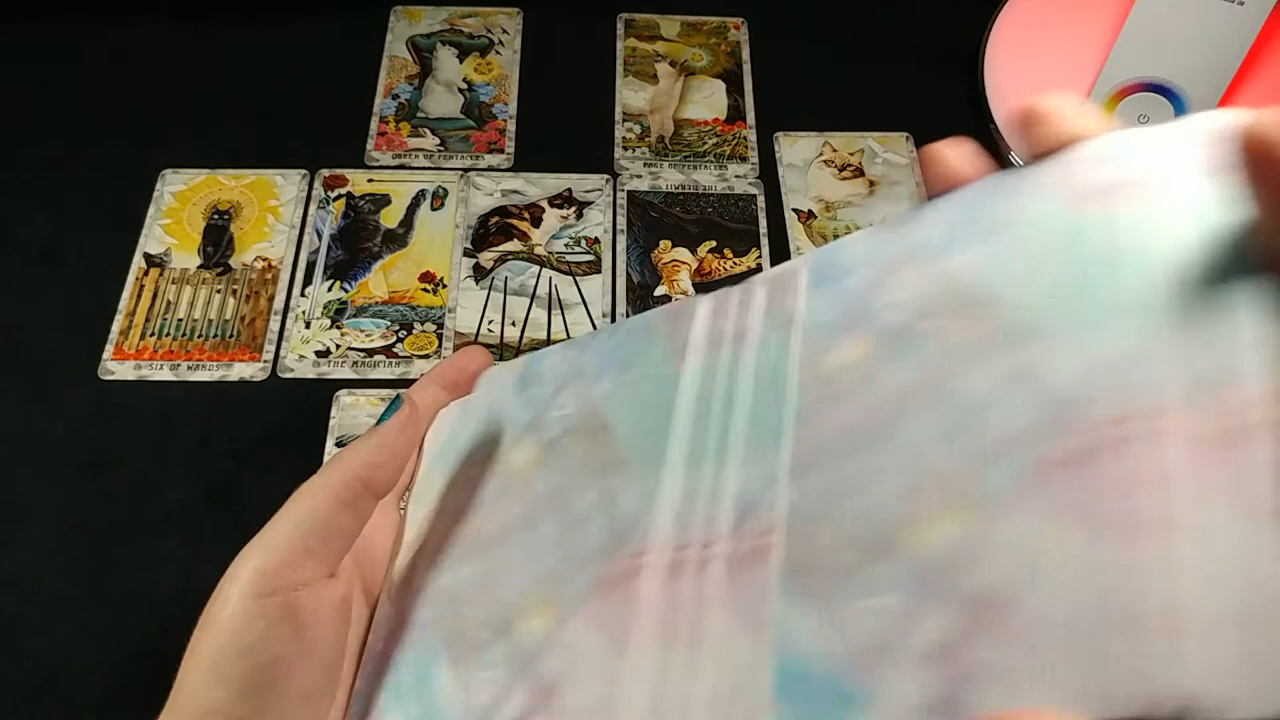 QUEEN OF PENTACLES
PAGE OF PENTACLES
THE HERMIT
SIX OF WANDS
THE MAGICIAN